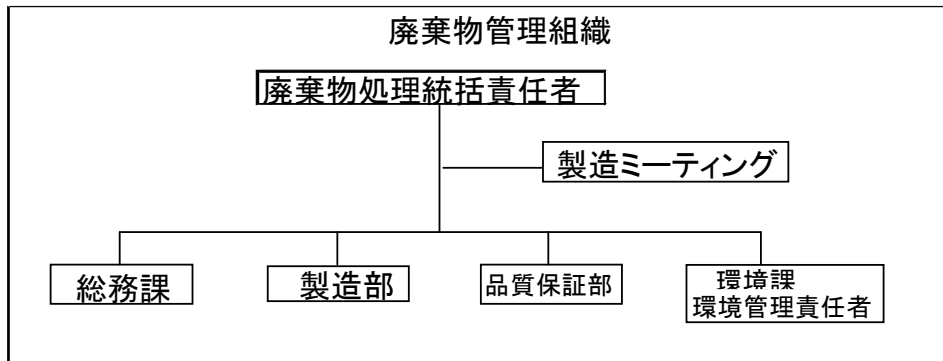 廃棄物管理組織
廃棄物処理統括責任者
製造ミーティング
総務課
製造部
品質保証部
環境課
環境管理責任者